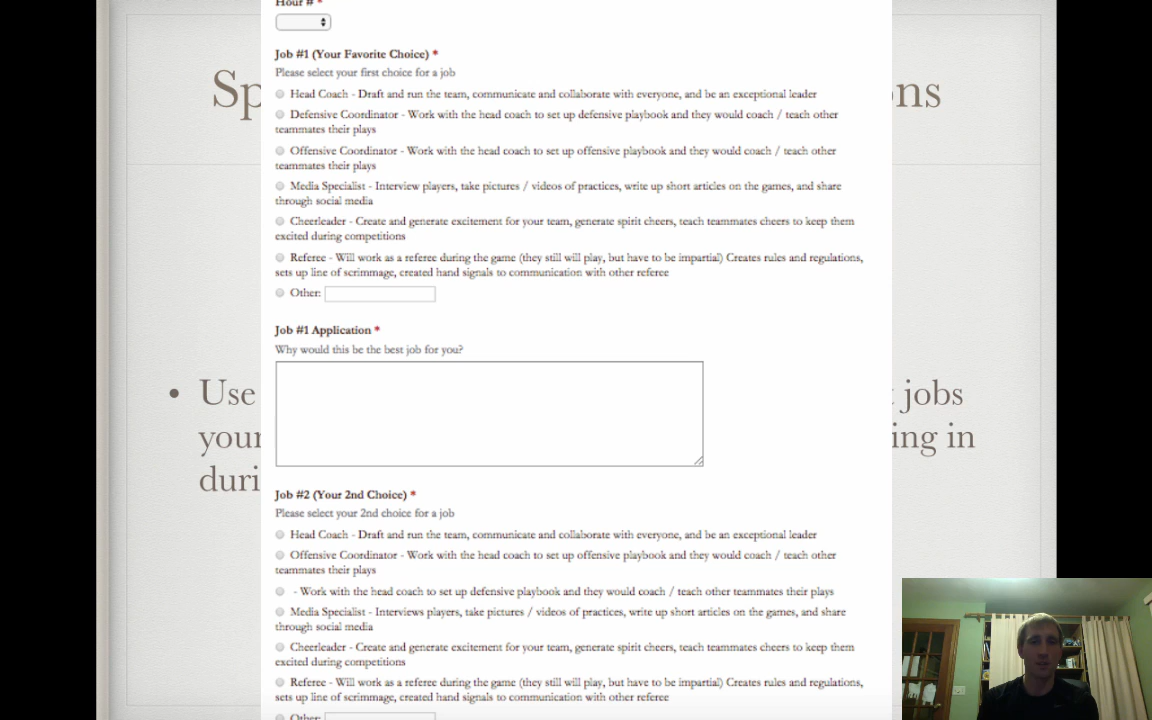 Hour # *
Sp
ons
Job #1 (Your Favorite Choice) *
Please select your first choice for a job
Head Coach - Draft and run the team, communicate and collaborate with everyone, and be an exceptional leader
Defensive Coordinator - Work with the head coach to set up defensive playbook and they would coach / teach other
teammates their plays
Offensive Coordinator - Work with the head coach to set up offensive playbook and they would coach / teach other
teammates their plays
Media Specialist - Interview players, take pictures / videos of practices, write up short articles on the games, and share
through social media
Cheerleader - Create and generate excitement for your team, generate spirit cheers, teach teammates cheers to keep them
excited during competitions
Referee - Will work as a referee during the game (they still will play, but have to be impartial) Creates rules and regulations,
sets up line of scrimmage, created hand signals to communication with other referee
Other:
Job #1 Application *
Why would this be the best job for you?
• Use
jobs
your
ing in
duri
Job #2 (Your 2nd Choice) *
Please select your 2nd choice for a job
Head Coach - Draft and run the team, communicate and collaborate with everyone, and be an exceptional leader
Offensive Coordinator - Work with the head coach to set up offensive playbook and they would coach / teach other
teammates their plays
- Work with the head coach to set up defensive playbook and they would coach / teach other teammates their plays
Media Specialist - Interviews players, take pictures / videos of practices, write up short articles on the games, and share
through social media
Cheerleader - Create and generate excitement for your team, generate spirit cheers, teach teammates cheers to keep them
excited during competitions
Referee - Will work as a referee during the game (they still will play, but have to be impartial) Creates rules and regulations,
sets up line of scrimmage, created hand signals to communication with other referee
Other: